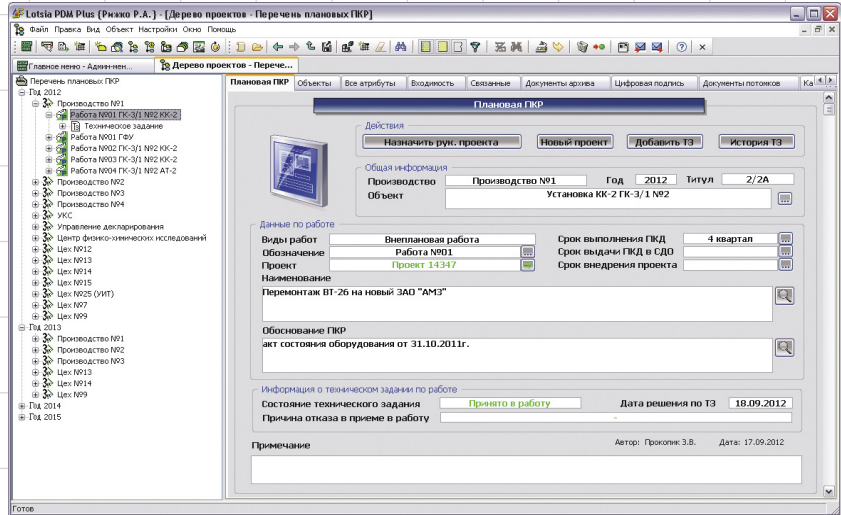 Lotsia PDM Plus {Рижко Р.А.} - [Дерево проектов - Перечень плановых ПКР]
Файл Правка Вид Объект Настройки Окно Помощь
Главное меню - Админ-мен... Дерево проектов - Перече...
Перечень плановых ПКР
Год 2012
Производство №1
Работа №01 ГК-3/1 №2 КК-2
Техническое задание
Работа №01 ГФУ
Работа №02 ГК-3/1 №2 КК-2
Работа №03 ГК-3/1 №2 КК-2
Работа №04 ГК-3/1 №2 АТ-2
Производство №2
Производство №3
Производство №4
УКС
Управление декларирования
Центр физико-химических исследований
Цех №12
Цех №13
Цех №14
Цех №15
Цех №25 (УИТ)
Цех №7
Цех №9
Год 2013
Производство №1
Производство №2
Производство №3
Цех №13
Цех №14
Цех №9
Год 2014
Год 2015
Плановая ПКР Объекты Все атрибуты Входимость Связанные Документы архива Цифровая подпись Документы потомков Ка
Плановая ПКР
Действия
Назначить рук. проекта Новый проект Добавить ТЗ История ТЗ
Общая информация
Производство Производство №1 Год 2012 Титул 2/2А
Объект Установка КК-2 ГК-3/1 №2
Данные по работе
Виды работ Внеплановая работа Срок выполнения ПКД 4 квартал
Обозначение Работа №01 Срок выдачи ПКД в СДО
Проект Проект 14347 Срок внедрения проекта
Наименование
Перемонтаж ВТ-26 на новый ЗАО "АМЗ"
Обоснование ПКР
акт состояния оборудования от 31.10.2011г.
Информация о техническом задании по работе
Состояние технического задания Принято в работу Дата решения по ТЗ 18.09.2012
Причина отказа в приеме в работу -
Примечание Автор: Прокопик З.В. Дата: 17.09.2012
Готов